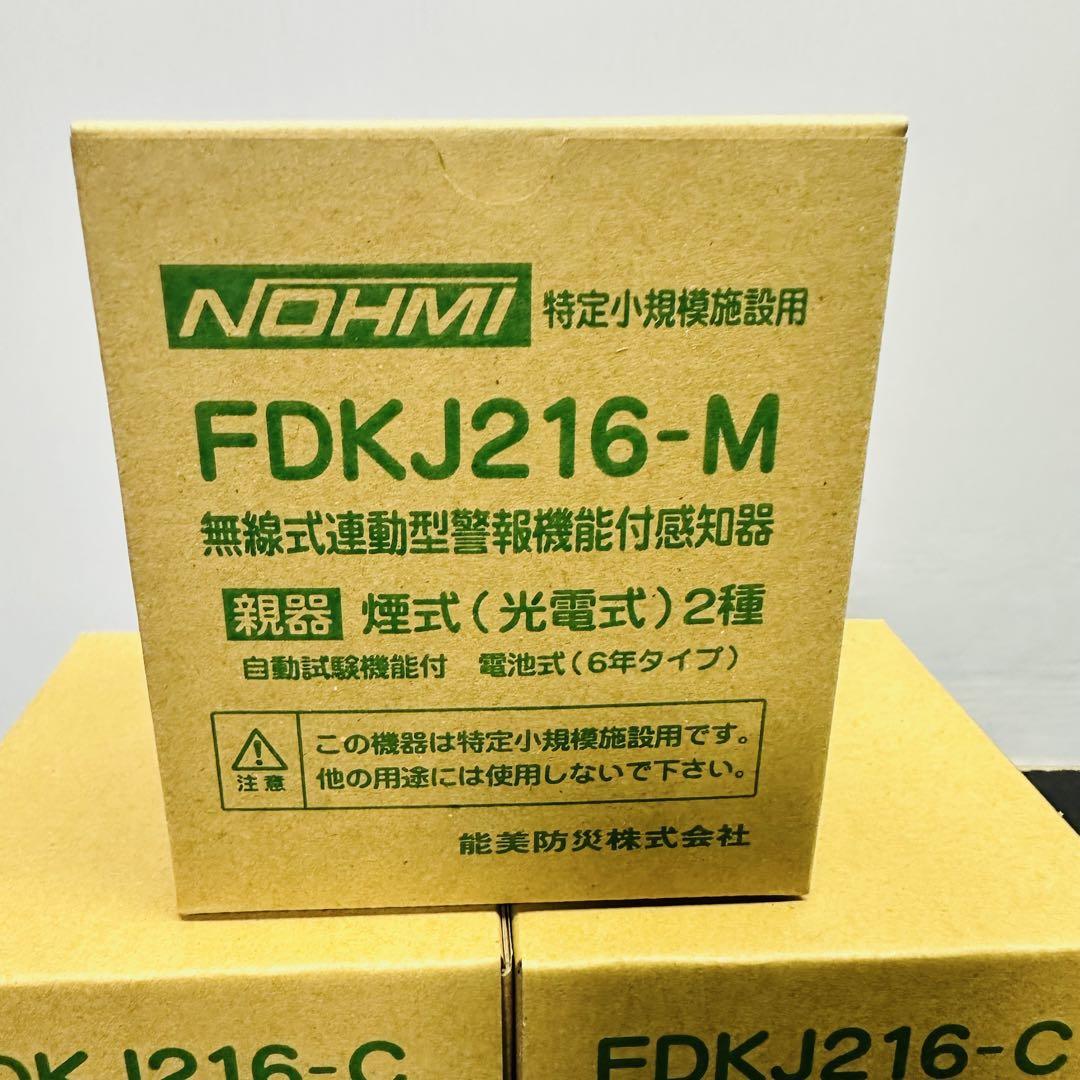 NOHMI 特定小規模施設用
FDKJ216-M
無線式連動型警報機能付感知器
親器 煙式(光電式)2種
自動試験機能付 電池式(6年タイプ)
注意
この機器は特定小規模施設用です。
他の用途には使用しないで下さい。
能美防災株式会社
DKJ216-C
FDKJ216-C